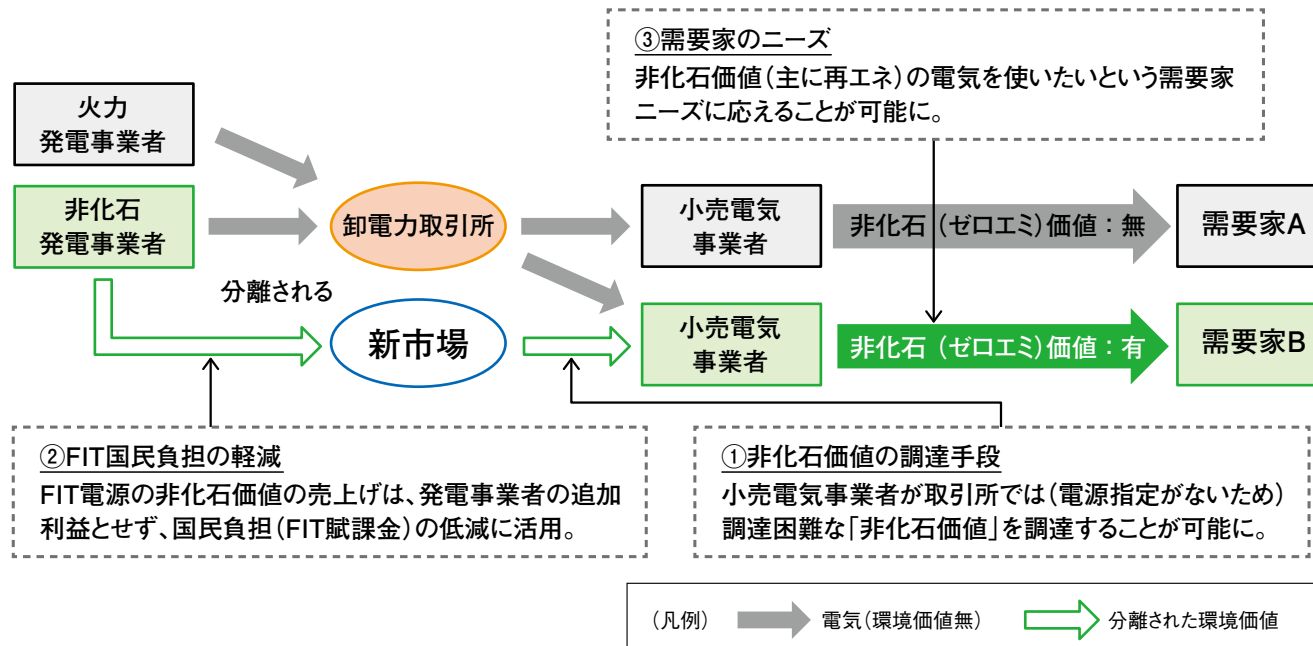 ③需要家のニーズ
非化石価値(主に再エネ)の電気を使いたいという需要家
ニーズに応えることが可能に。
火力
発電事業者
非化石
発電事業者
卸電力取引所
小売電気
事業者
非化石 (ゼロエミ)価値：無
需要家A
分離される
新市場
小売電気
事業者
非化石 (ゼロエミ)価値：有
需要家B
②FIT国民負担の軽減
FIT電源の非化石価値の売上げは、発電事業者の追加
利益とせず、国民負担(FIT賦課金)の低減に活用。
①非化石価値の調達手段
小売電気事業者が取引所では(電源指定がないため)
調達困難な「非化石価値」を調達することが可能に。
(凡例) 電気(環境価値無) 分離された環境価値